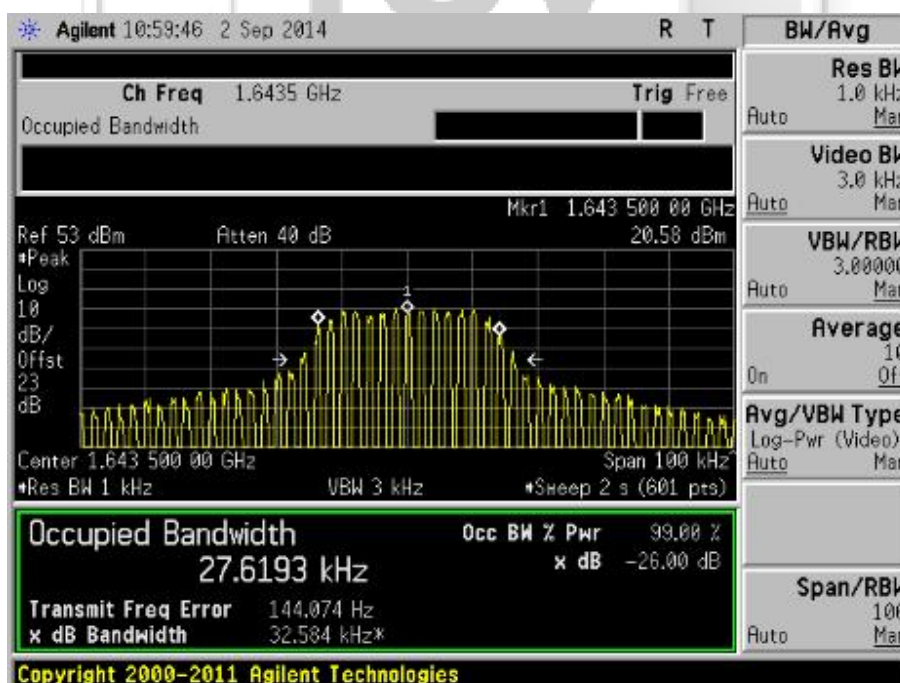 Agilent 10:59:46 2 Sep 2014 R T
BW/Avg
Ch Freq 1.6435 GHz Trig Free
Occupied Bandwidth
Mkr1 1.643 500 00 GHz
Ref 53 dBm Atten 40 dB 20.58 dBm
#Peak
Log
10
dB/
Offst
23
dB
1
Center 1.643 500 00 GHz Span 100 kHz
#Res BW 1 kHz VBW 3 kHz #Sweep 2 s (601 pts)
Occupied Bandwidth
27.6193 kHz
Occ BW % Pwr 99.00 %
x dB -26.00 dB
Transmit Freq Error 144.074 Hz
x dB Bandwidth 32.584 kHz*
Res BW
1.0 kHz
Auto Man
Video BW
3.0 kHz
Auto Man
VBW/RBW
3.00000
Auto Man
Average
10
On Off
Avg/VBW Type
Log-Pwr (Video)
Auto Man
Span/RBW
106
Auto Man
Copyright 2000-2011 Agilent Technologies